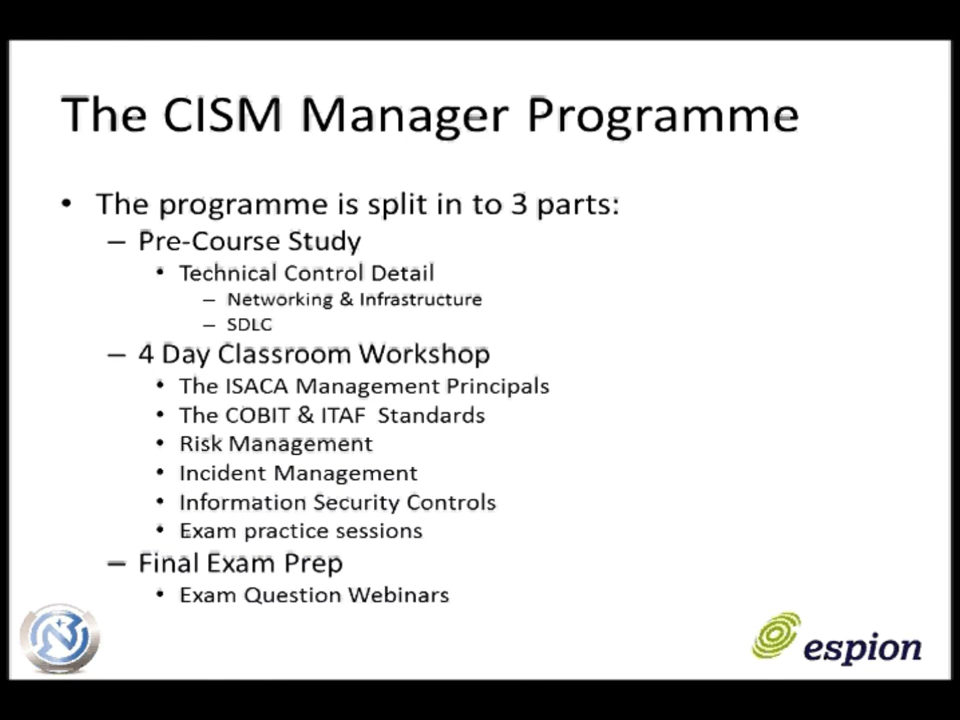 The CISM Manager Programme
• The programme is split in to 3 parts:
– Pre-Course Study
• Technical Control Detail
– Networking & Infrastructure
– SDLC
– 4 Day Classroom Workshop
• The ISACA Management Principals
• The COBIT & ITAF Standards
• Risk Management
• Incident Management
• Information Security Controls
• Exam practice sessions
– Final Exam Prep
• Exam Question Webinars
espion